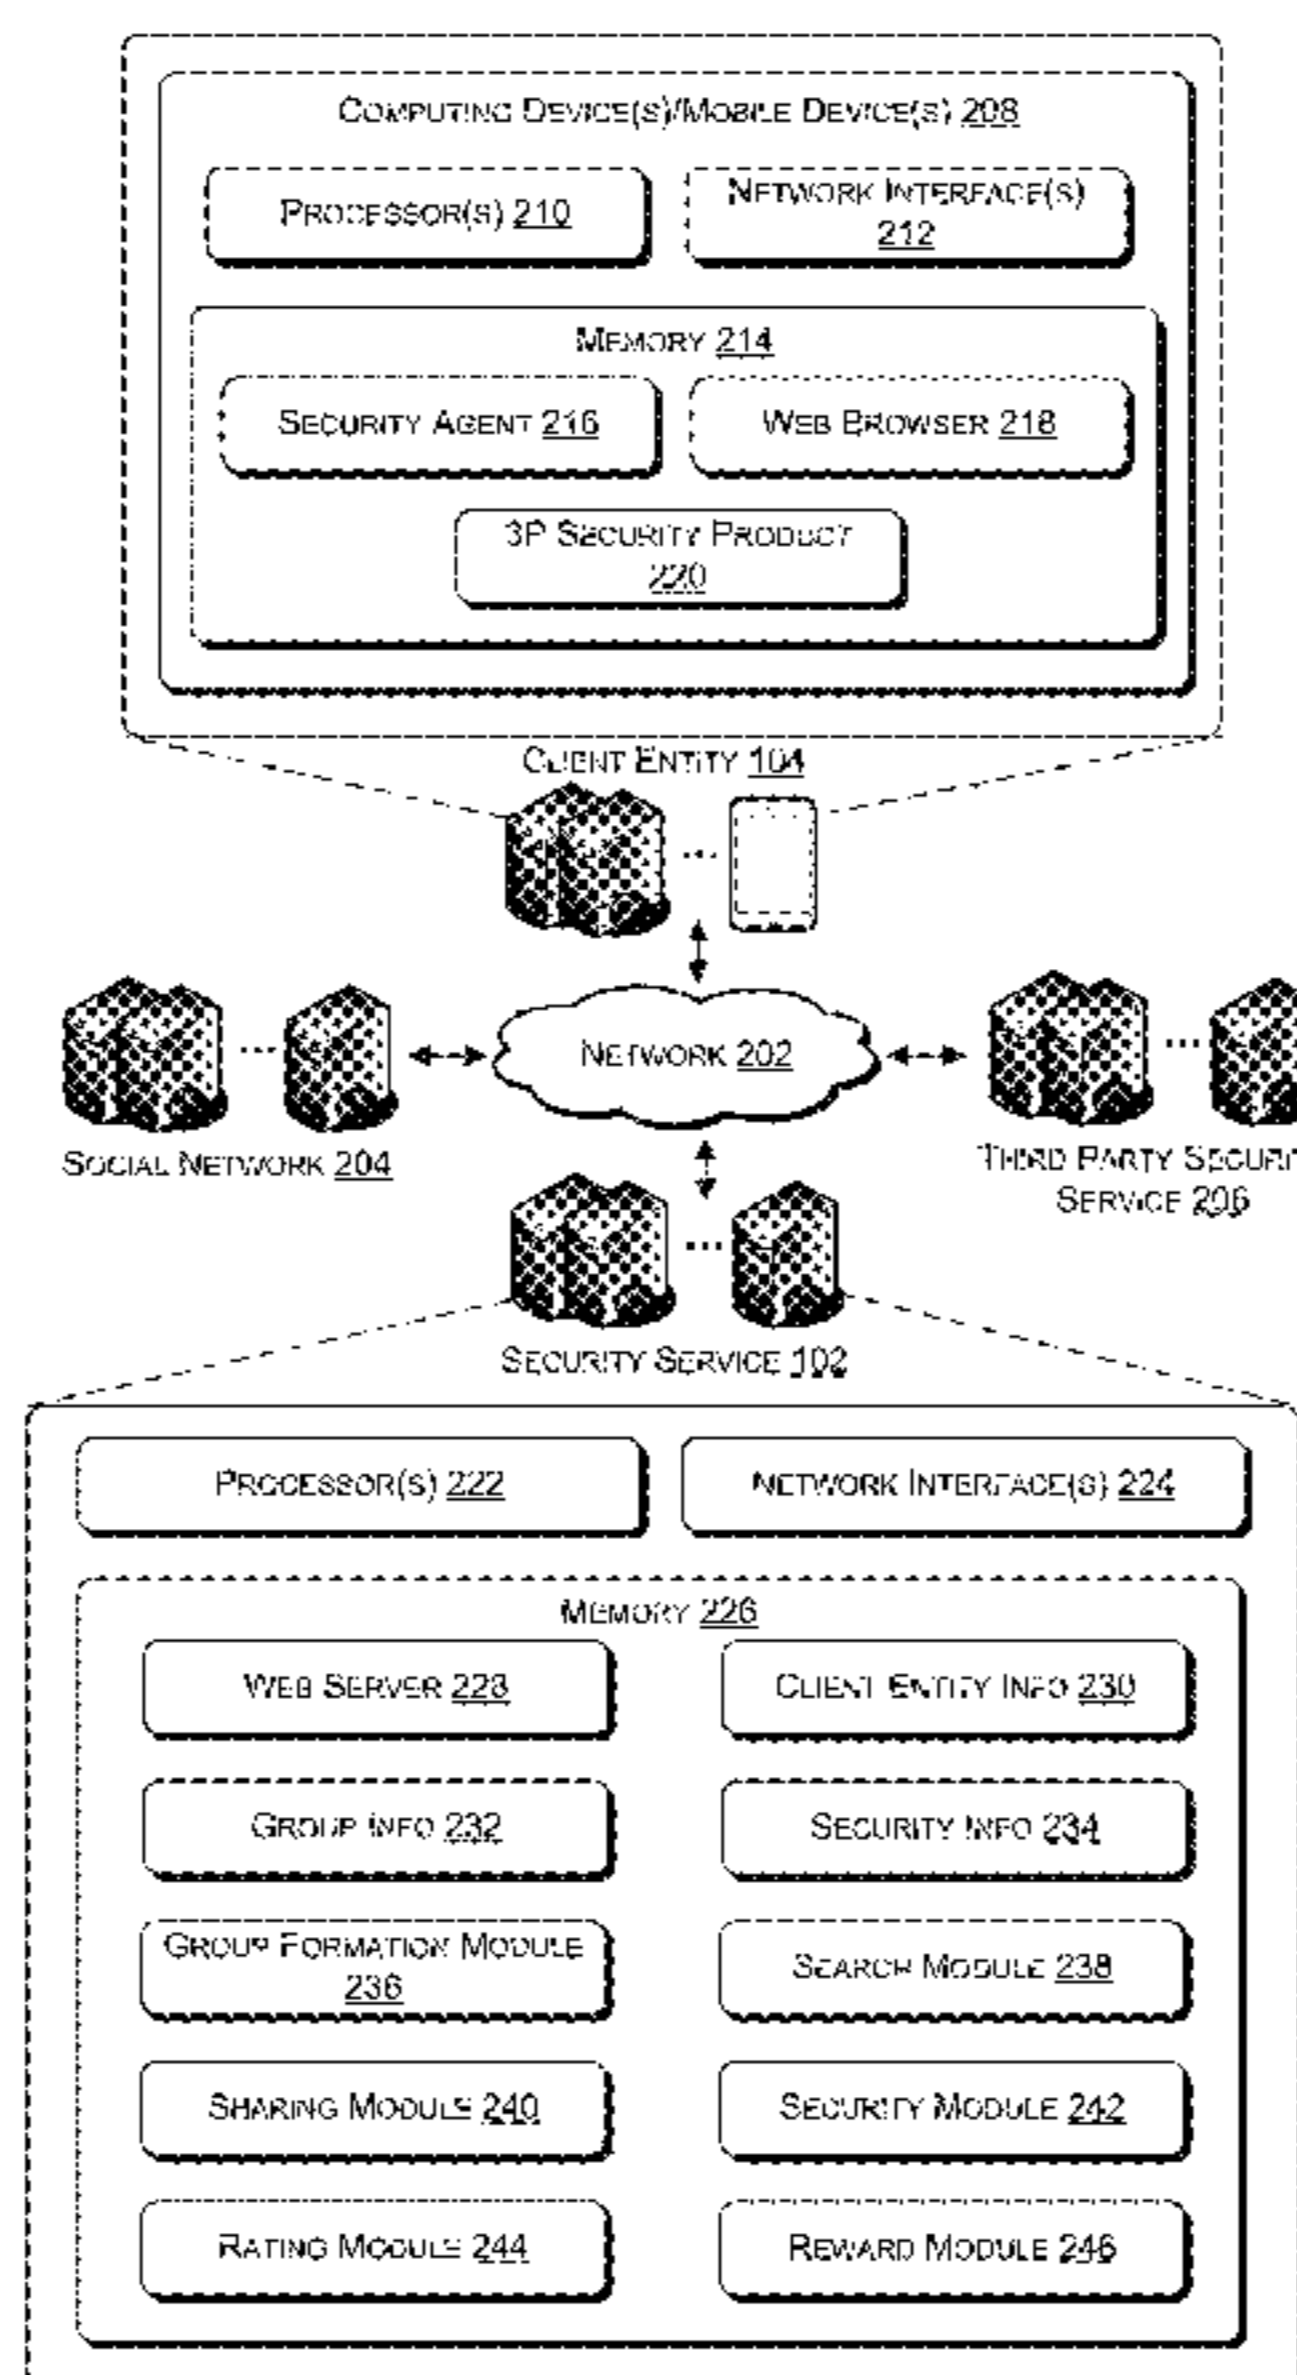 COMPUTING DEVICE(S)/MOBILE DEVICE(S) 208
PROCESSOR(S) 210
NETWORK INTERFACE(S)
212
MEMORY 214
SECURITY AGENT 216
WEB BROWSER 218
3P SECURITY PRODUCT
220
CLIENT ENTITY 104
...
NETWORK 202
...
...
SOCIAL NETWORK 204
THIRD PARTY SECURIT
SERVICE 206
...
SECURITY SERVICE 102
PROCESSOR(S) 222
NETWORK INTERFACE(S) 224
MEMORY 226
WEB SERVER 228
CLIENT ENTITY INFO 230
GROUP INFO 232
SECURITY INFO 234
GROUP FORMATION MODULE
236
SEARCH MODULE 238
SHARING MODULE 240
SECURITY MODULE 242
RATING MODULE 244
REWARD MODULE 246